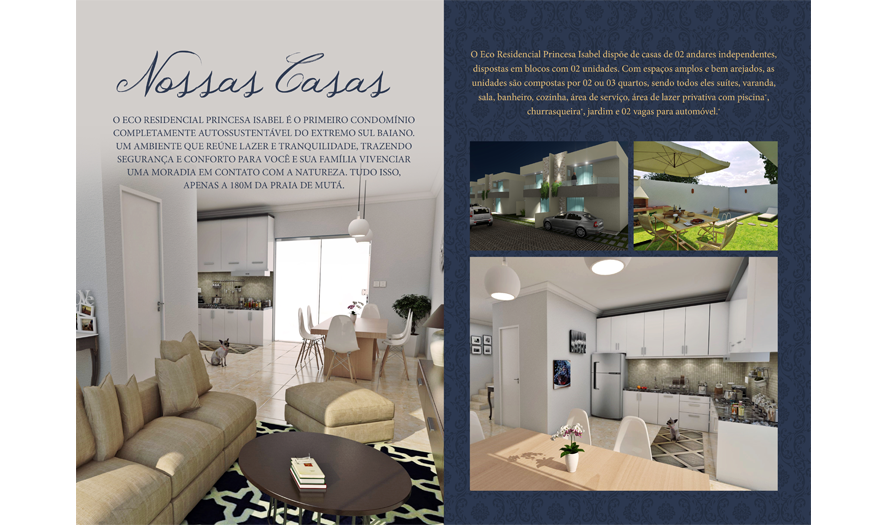 Nossas Casas
O ECO RESIDENCIAL PRINCESA ISABEL É O PRIMEIRO CONDOMÍNIO
COMPLETAMENTE AUTOSSUSTENTÁVEL DO EXTREMO SUL BAIANO.
UM AMBIENTE QUE REÚNE LAZER E TRANQUILIDADE, TRAZENDO
SEGURANÇA E CONFORTO PARA VOCÊ E SUA FAMÍLIA VIVENCIAR
UMA MORADIA EM CONTATO COM A NATUREZA. TUDO ISSO,
APENAS A 180M DA PRAIA DE MUTÁ.
O Eco Residencial Princesa Isabel dispõe de casas de 02 andares independentes,
dispostas em blocos com 02 unidades. Com espaços amplos e bem arejados, as
unidades são compostas por 02 ou 03 quartos, sendo todos eles suítes, varanda,
sala, banheiro, cozinha, área de serviço, área de lazer privativa com piscina*,
churrasqueira*, jardim e 02 vagas para automóvel.*